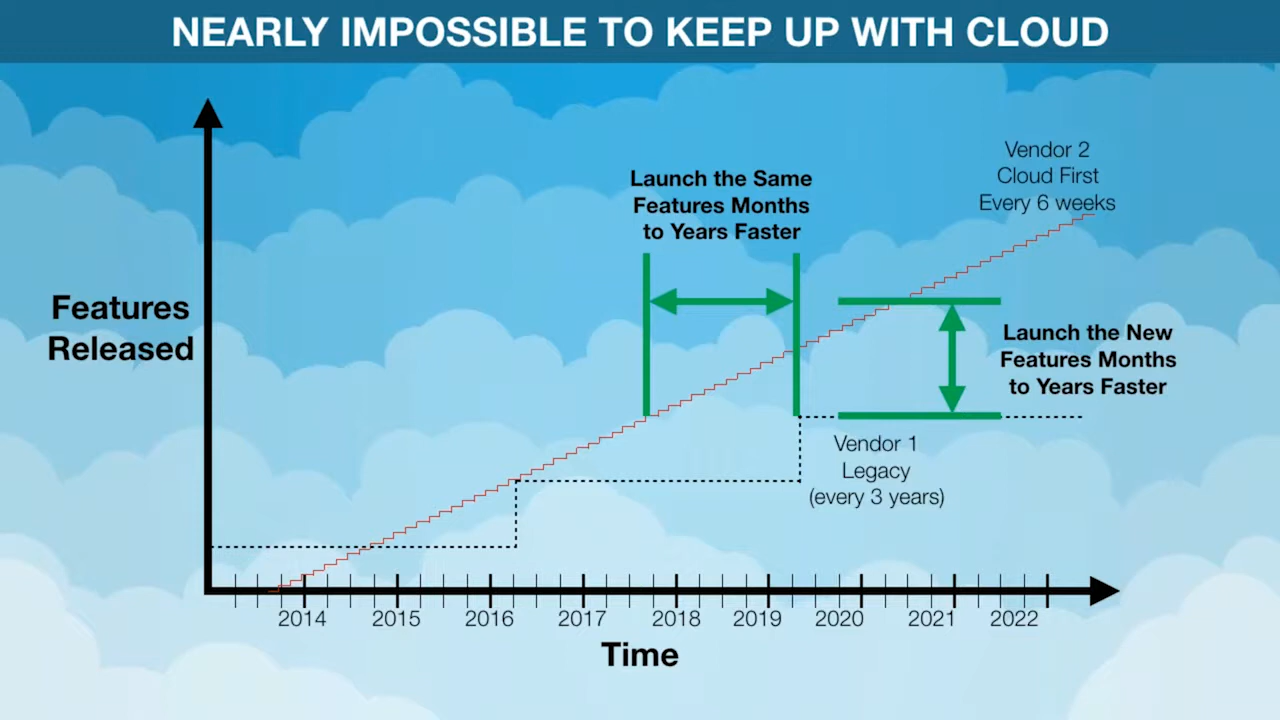 NEARLY IMPOSSIBLE TO KEEP UP WITH CLOUD
Vendor 2
Cloud First
Every 6 weeks
Launch the Same
Features Months
to Years Faster
Features
Released
Launch the New
Features Months
to Years Faster
Vendor 1
Legacy
(every 3 years)
2014 2015 2016 2017 2018 2019 2020 2021 2022
Time